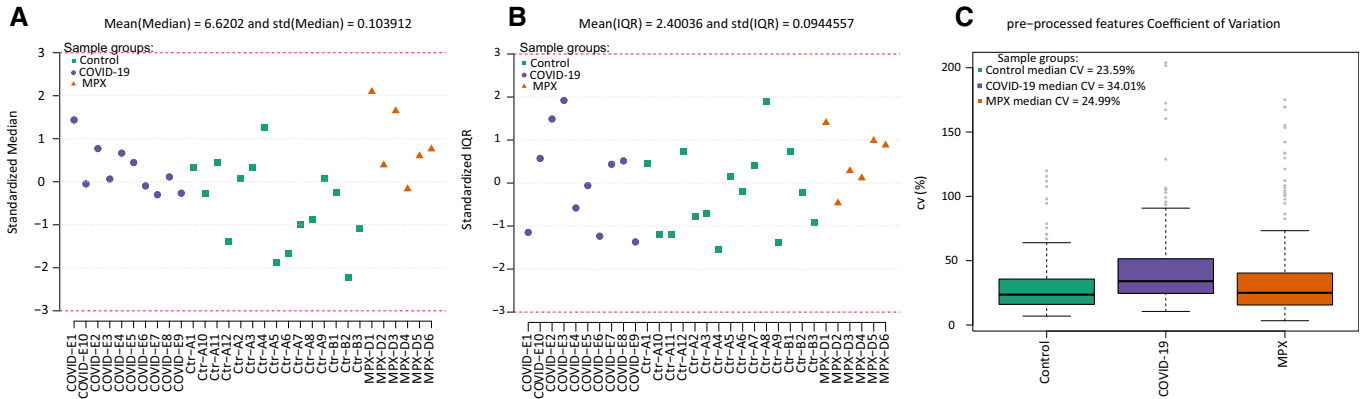 A
Mean(Median) = 6.6202 and std(Median) = 0.103912
Sample groups:
Control
COVID−19
MPX
Standardized Median
3
2
1
0
−1
−2
−3
COVID−E1
COVID−E10
COVID−E2
COVID−E3
COVID−E4
COVID−E5
COVID−E6
COVID−E7
COVID−E8
COVID−E9
Ctr−A1
Ctr−A10
Ctr−A11
Ctr−A12
Ctr−A2
Ctr−A3
Ctr−A4
Ctr−A5
Ctr−A6
Ctr−A7
Ctr−A8
Ctr−A9
Ctr−B1
Ctr−B2
Ctr−B3
MPX−D1
MPX−D2
MPX−D3
MPX−D4
MPX−D5
MPX−D6
B
Mean(IQR) = 2.40036 and std(IQR) = 0.0944557
Sample groups:
Control
COVID−19
MPX
Standardized IQR
3
2
1
0
−1
−2
−3
COVID−E1
COVID−E10
COVID−E2
COVID−E3
COVID−E4
COVID−E5
COVID−E6
COVID−E7
COVID−E8
COVID−E9
Ctr−A1
Ctr−A10
Ctr−A11
Ctr−A12
Ctr−A2
Ctr−A3
Ctr−A4
Ctr−A5
Ctr−A6
Ctr−A7
Ctr−A8
Ctr−A9
Ctr−B1
Ctr−B2
Ctr−B3
MPX−D1
MPX−D2
MPX−D3
MPX−D4
MPX−D5
MPX−D6
C
pre−processed features Coefficient of Variation
Sample groups:
Control median CV = 23.59%
COVID−19 median CV = 34.01%
MPX median CV = 24.99%
cv (%)
200
150
100
50
0
Control
COVID−19
MPX